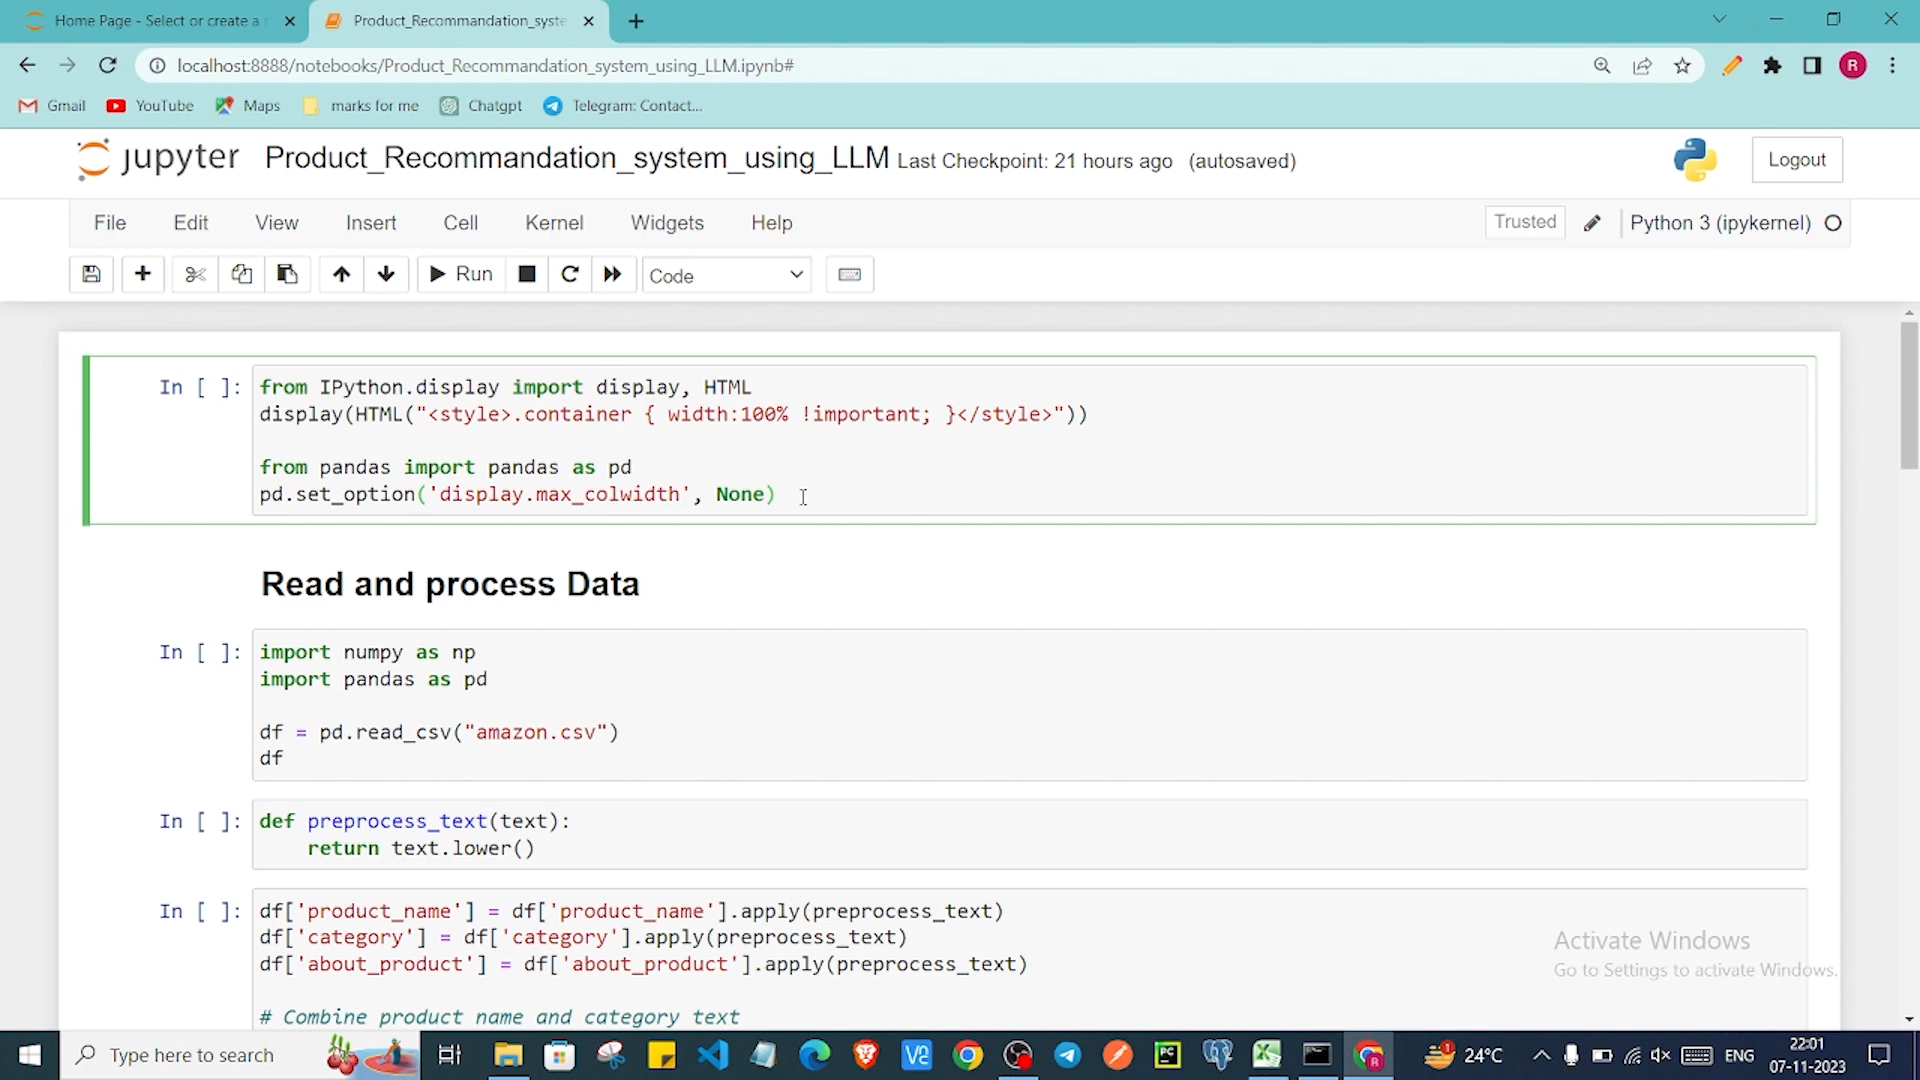 Home Page - Select or create a
Product_Recommandation_syste
localhost:8888/notebooks/Product_Recommandation_system_using_LLM.ipynb#
R
Gmail
YouTube
Maps
marks for me
Chatgpt
Telegram: Contact...
jupyter Product_Recommandation_system_using_LLM Last Checkpoint: 21 hours ago (autosaved)
Logout
File Edit View Insert Cell Kernel Widgets Help
Trusted
Python 3 (ipykernel)
Run
Code
In [ ]:
from IPython.display import display, HTML
display(HTML("<style>.container { width:100% !important; }</style>"))
from pandas import pandas as pd
pd.set_option('display.max_colwidth', None)
Read and process Data
In [ ]:
import numpy as np
import pandas as pd
df = pd.read_csv("amazon.csv")
df
In [ ]:
def preprocess_text(text):
    return text.lower()
In [ ]:
df['product_name'] = df['product_name'].apply(preprocess_text)
df['category'] = df['category'].apply(preprocess_text)
df['about_product'] = df['about_product'].apply(preprocess_text)
# Combine product name and category text
Activate Windows
Go to Settings to activate Windows.
Type here to search
PC
24°C
ENG
22:01
07-11-2023